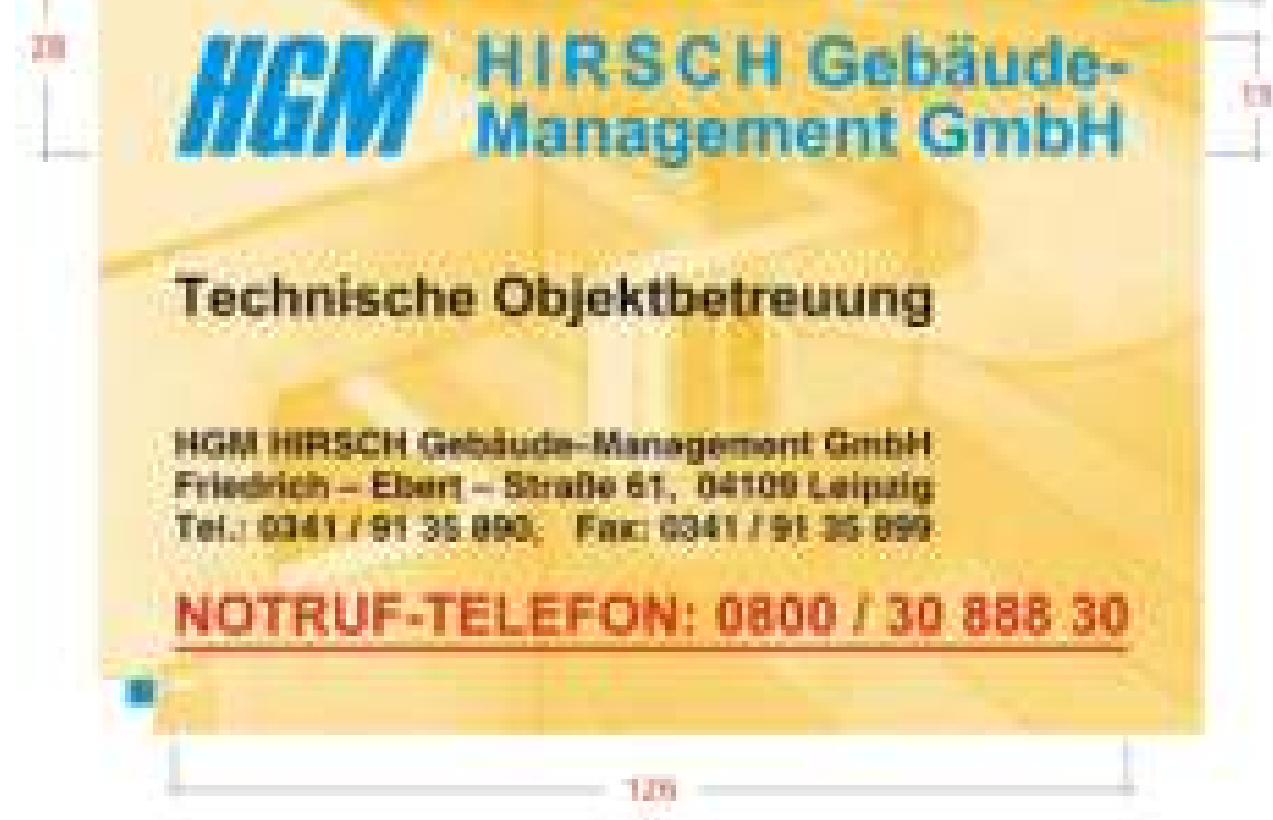 28
HGM
HIRSCH Gebäude-
Management GmbH
Technische Objektbetreuung
HGM HIRSCH Gebäude-Management GmbH
Friedrich – Ebert – Straße 61, 04109 Leipzig
Tel.: 0341 / 91 35 890, Fax: 0341 / 91 35 899
NOTRUF-TELEFON: 0800 / 30 888 30